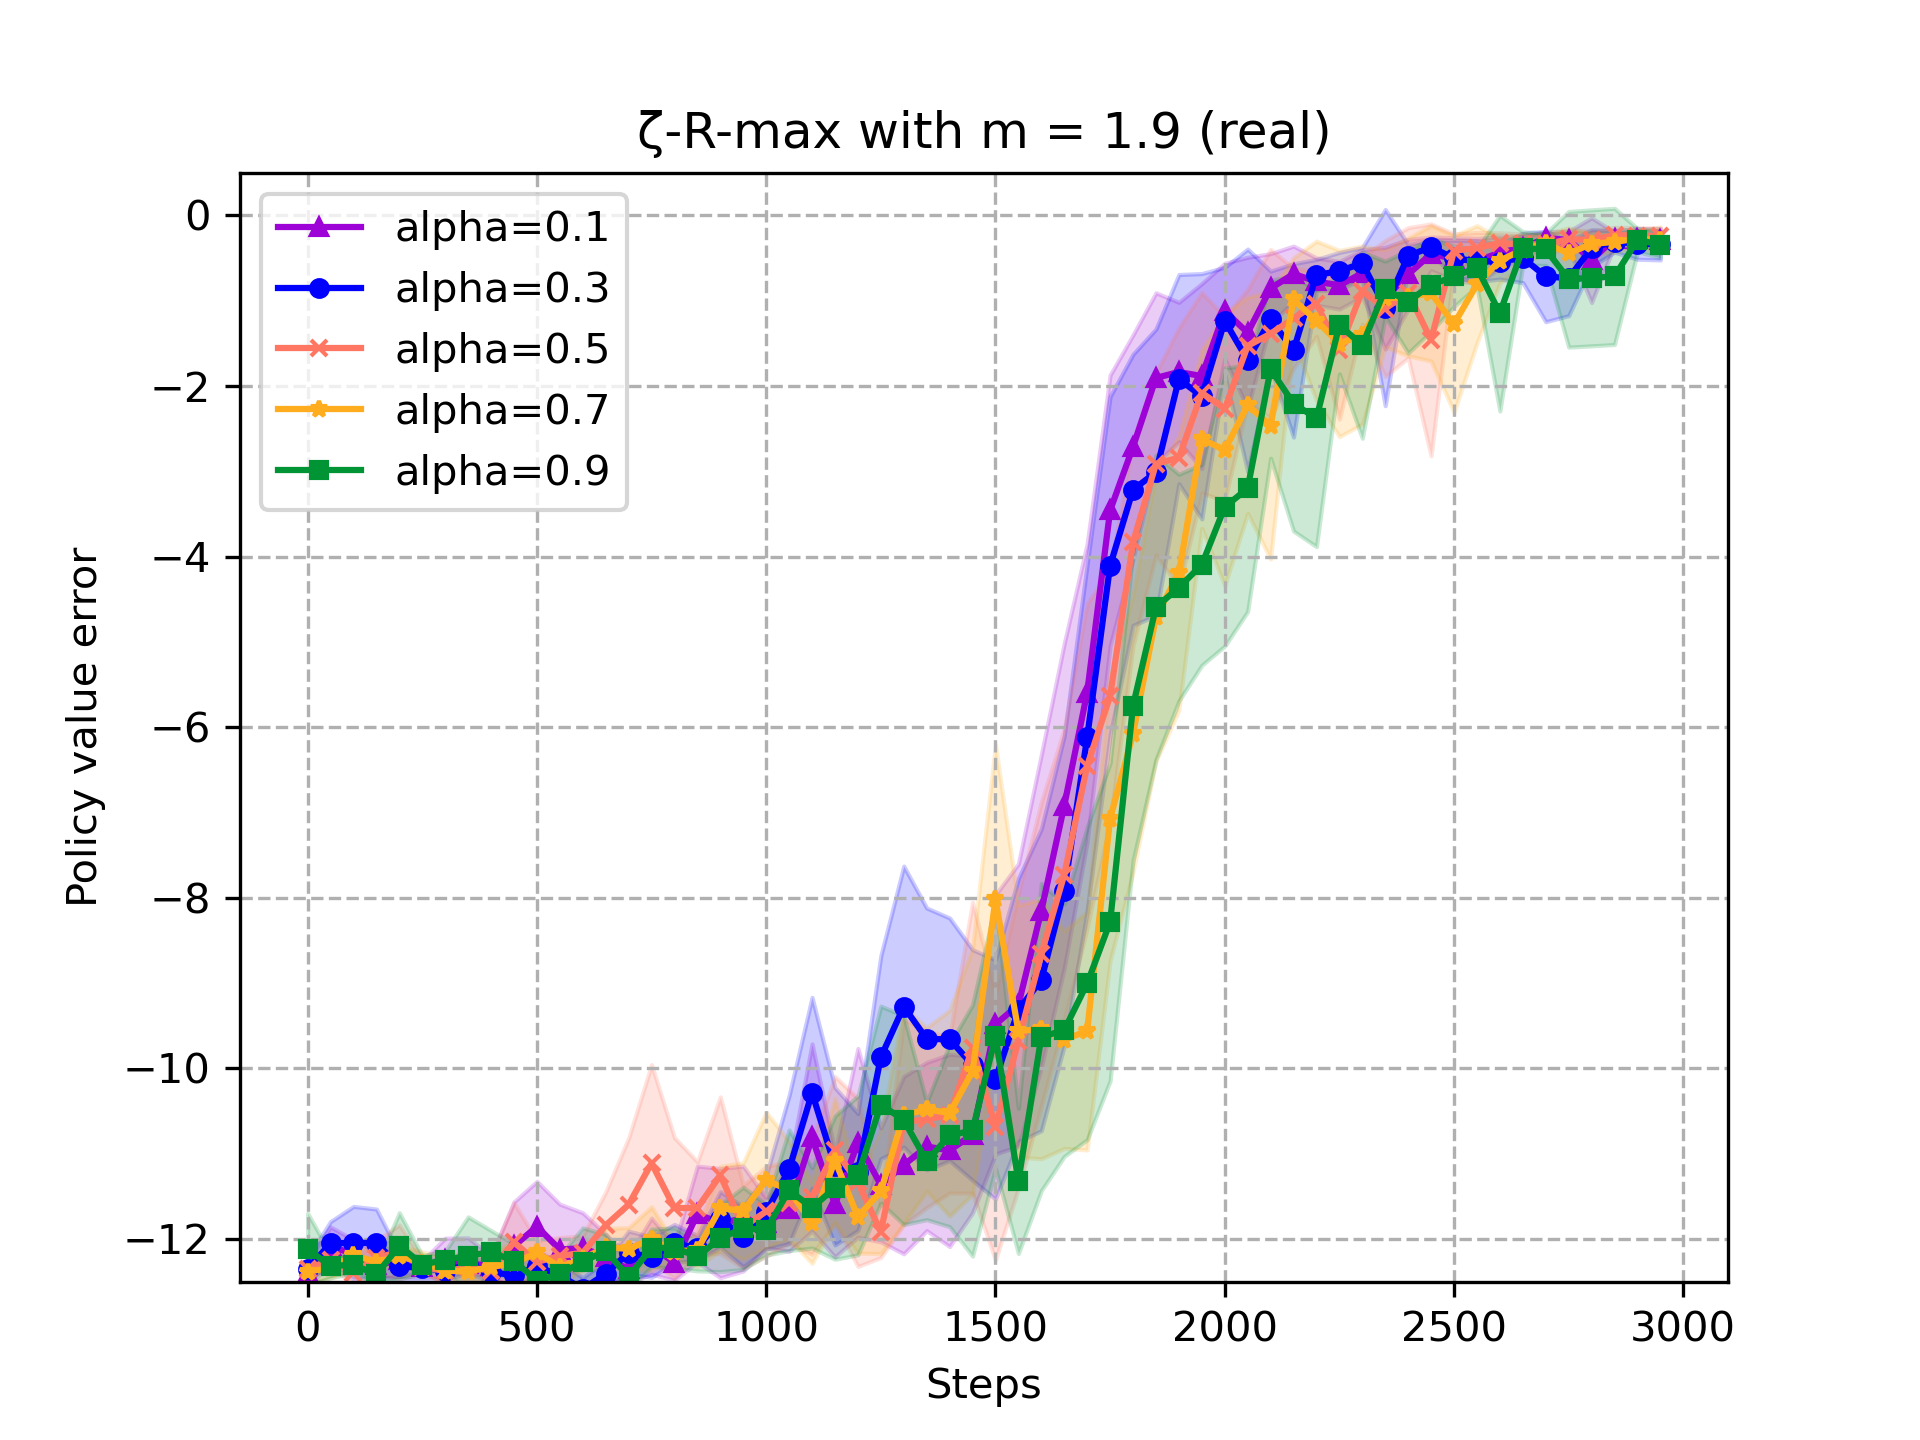 ζ-R-max with m = 1.9 (real)
alpha=0.1
alpha=0.3
alpha=0.5
alpha=0.7
alpha=0.9
Policy value error
0
−2
−4
−6
−8
−10
−12
0 500 1000 1500 2000 2500 3000
Steps